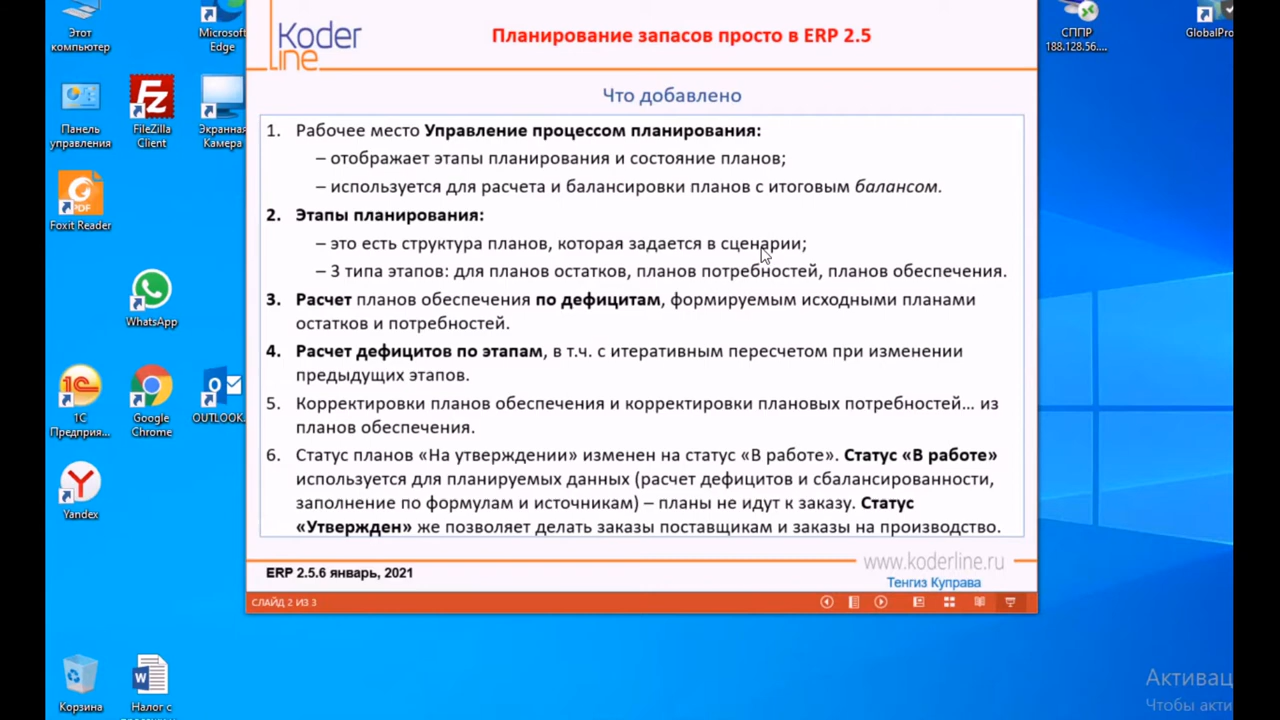 Этот
компьютер
Microsoft
Edge
СППР
188.128.56....
GlobalPro
Панель
управления
FileZilla
Client
Экранная
Камера
PDF
Foxit Reader
WhatsApp
1С
Предприя...
Google
Chrome
OUTLOOK.
Yandex
Корзина
W
Налог с
Koder
line
Планирование запасов просто в ERP 2.5
Что добавлено
1. Рабочее место Управление процессом планирования:
– отображает этапы планирования и состояние планов;
– используется для расчета и балансировки планов с итоговым балансом.
2. Этапы планирования:
– это есть структура планов, которая задается в сценарии;
– 3 типа этапов: для планов остатков, планов потребностей, планов обеспечения.
3. Расчет планов обеспечения по дефицитам, формируемым исходными планами
остатков и потребностей.
4. Расчет дефицитов по этапам, в т.ч. с итеративным пересчетом при изменении
предыдущих этапов.
5. Корректировки планов обеспечения и корректировки плановых потребностей… из
планов обеспечения.
6. Статус планов «На утверждении» изменен на статус «В работе». Статус «В работе»
используется для планируемых данных (расчет дефицитов и сбалансированности,
заполнение по формулам и источникам) – планы не идут к заказу. Статус
«Утвержден» же позволяет делать заказы поставщикам и заказы на производство.
www.koderline.ru
ERP 2.5.6 январь, 2021
Тенгиз Куправа
СЛАЙД 2 ИЗ 3
Активац
Чтобы акти